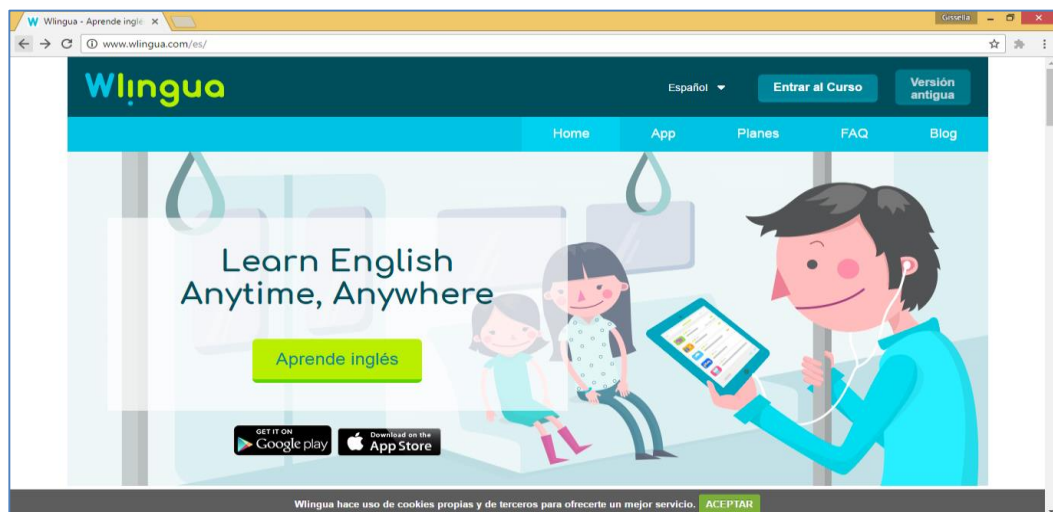 Wlingua - Aprende inglé
Gissella
www.wlingua.com/es/
Wlingua
Español
Entrar al Curso
Versión
antigua
Home App Planes FAQ Blog
Learn English
Anytime, Anywhere
Aprende inglés
GET IT ON
Google play
Download on the
App Store
Wlingua hace uso de cookies propias y de terceros para ofrecerte un mejor servicio. ACEPTAR